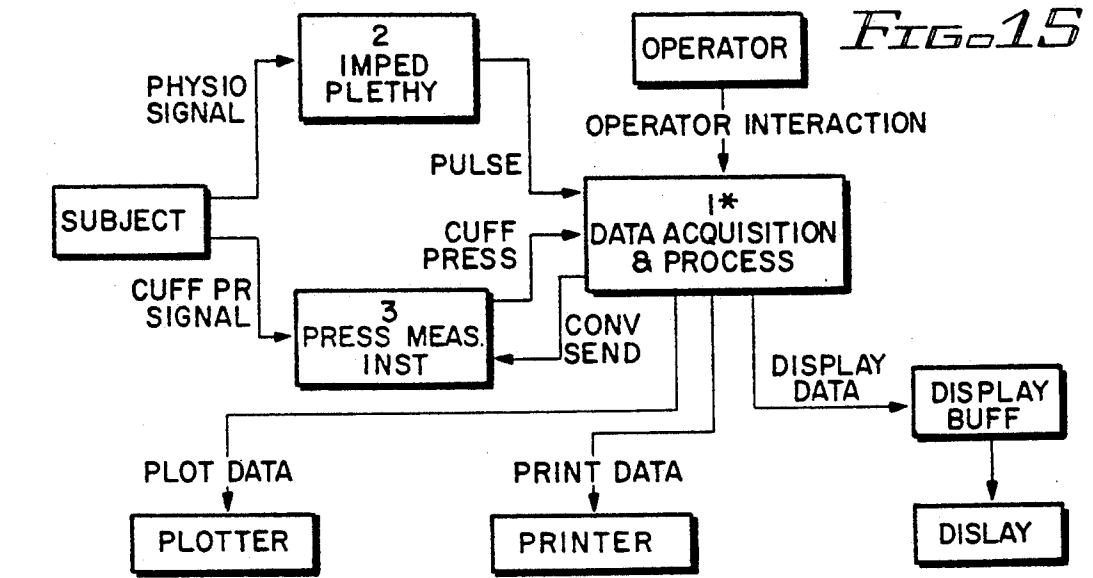 FIG. 15
2
IMPED
PLETHY
OPERATOR
PHYSIO
SIGNAL
OPERATOR INTERACTION
PULSE
SUBJECT
1*
DATA ACQUISITION
& PROCESS
CUFF
PRESS
CUFF PR
SIGNAL
3
PRESS MEAS.
INST
CONV
SEND
DISPLAY
DATA
DISPLAY
BUFF
PLOT DATA
PRINT DATA
PLOTTER
PRINTER
DISLAY